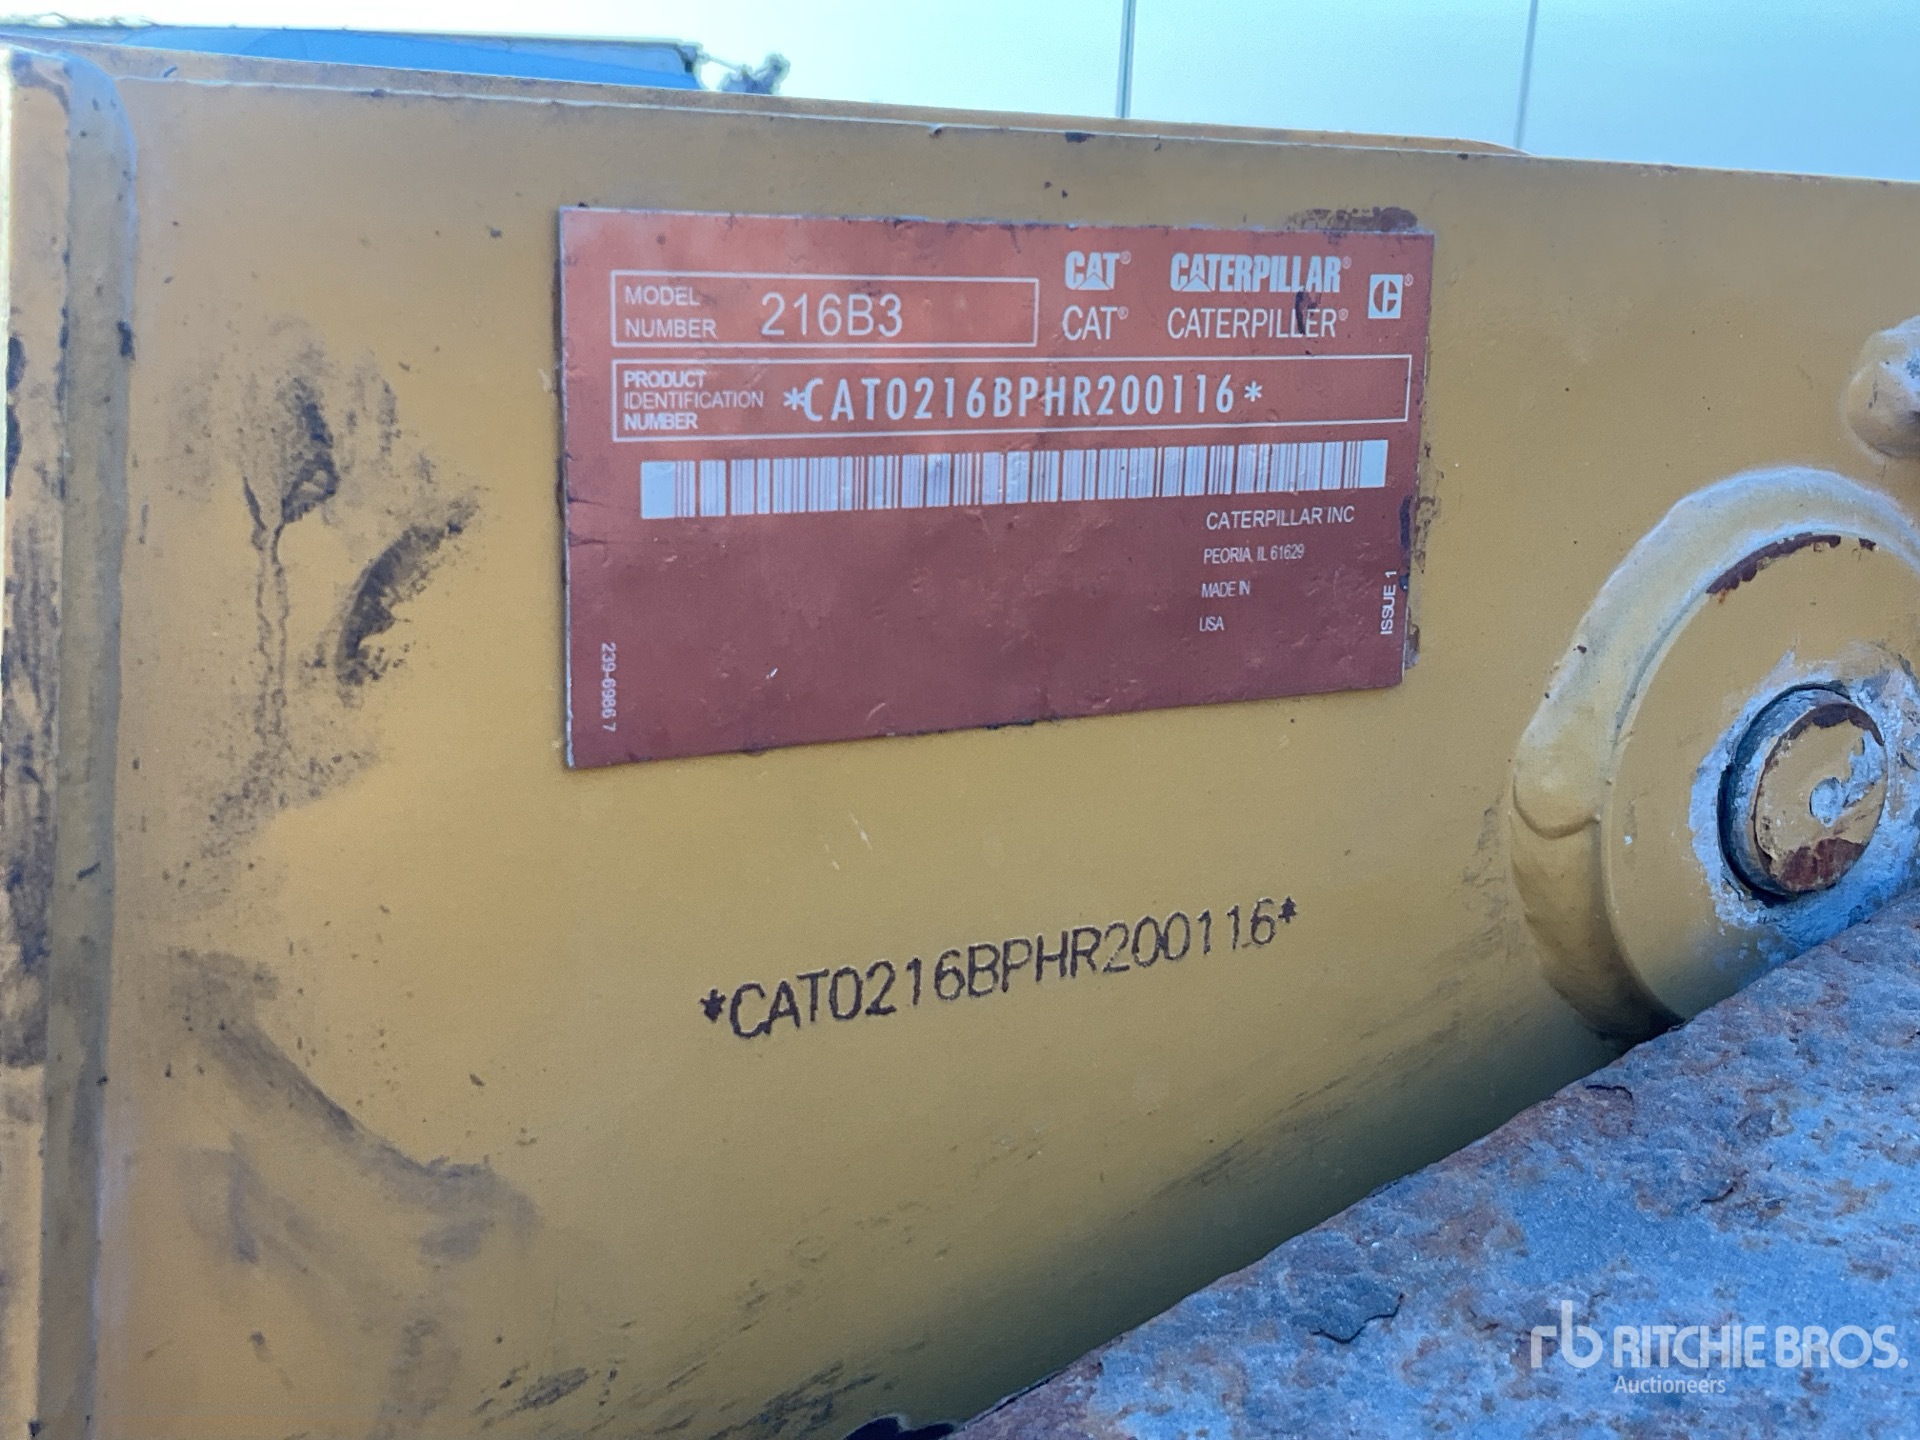 MODEL
NUMBER 216B3
CAT® CATERPILLAR®
CAT® CATERPILLER®
PRODUCT
IDENTIFICATION
NUMBER
*CAT0216BPHR200116*
CATERPILLAR INC
PEORIA, IL 61629
MADE IN
USA
ISSUE 1
239-6986 7
*CAT0216BPHR200116*
rb RITCHIE BROS.
Auctioneers